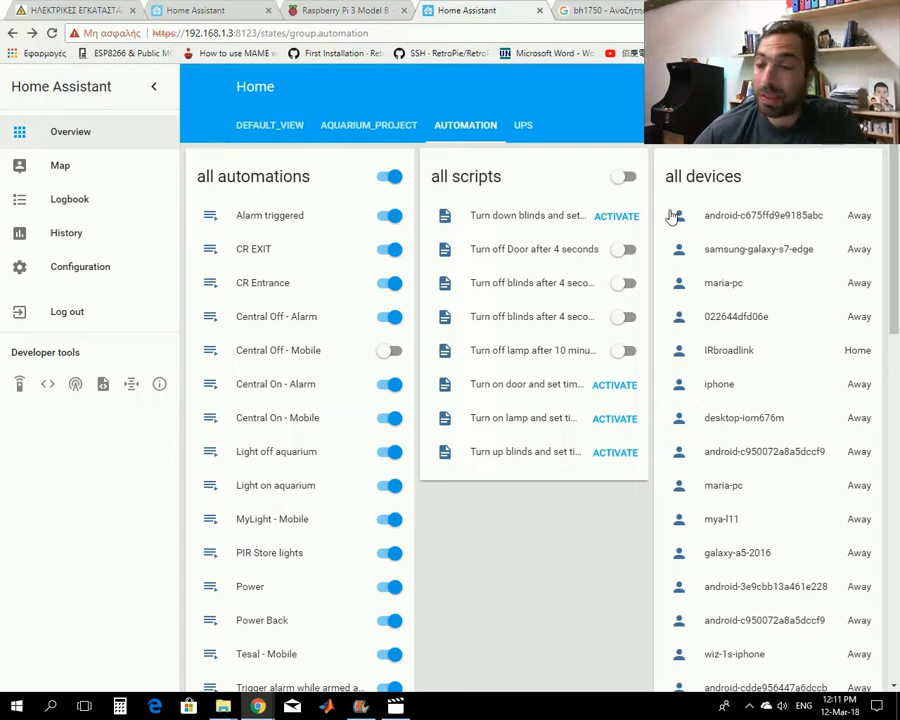 ΗΛΕΚΤΡΙΚΕΣ ΕΓΚΑΤΑΣΤ
Home Assistant
Raspberry Pi 3 Model B
Home Assistant
bh1750 - Αναζήτη
Μη ασφαλής
https://192.168.1.3:8123/states/group.automation
Εφαρμογές
ESP8266 & Public M
How to use MAME w
First Installation - Ret
SSH - RetroPie/RetroP
Microsoft Word - W
Home Assistant
Home
DEFAULT_VIEW
AQUARIUM_PROJECT
AUTOMATION
UPS
Overview
Map
Logbook
History
Configuration
Log out
Developer tools
all automations
Alarm triggered
CR EXIT
CR Entrance
Central Off - Alarm
Central Off - Mobile
Central On - Alarm
Central On - Mobile
Light off aquarium
Light on aquarium
MyLight - Mobile
PIR Store lights
Power
Power Back
Tesal - Mobile
Trigger alarm while armed a...
all scripts
Turn down blinds and set... ACTIVATE
Turn off Door after 4 seconds
Turn off blinds after 4 seco...
Turn off blinds after 4 seco...
Turn off lamp after 10 minu...
Turn on door and set tim... ACTIVATE
Turn on lamp and set ti... ACTIVATE
Turn up blinds and set ti... ACTIVATE
all devices
android-c675ffd9e9185abc Away
samsung-galaxy-s7-edge Away
maria-pc Away
022644dfd06e Away
IRbroadlink Home
iphone Away
desktop-iom676m Away
android-c950072a8a5dccf9 Away
maria-pc Away
mya-l11 Away
galaxy-a5-2016 Away
android-3e9cbb13a461e228 Away
android-c950072a8a5dccf9 Away
wiz-1s-iphone Away
android-cdde956447a6dccb Away
ENG
12:11 PM
12-Mar-18